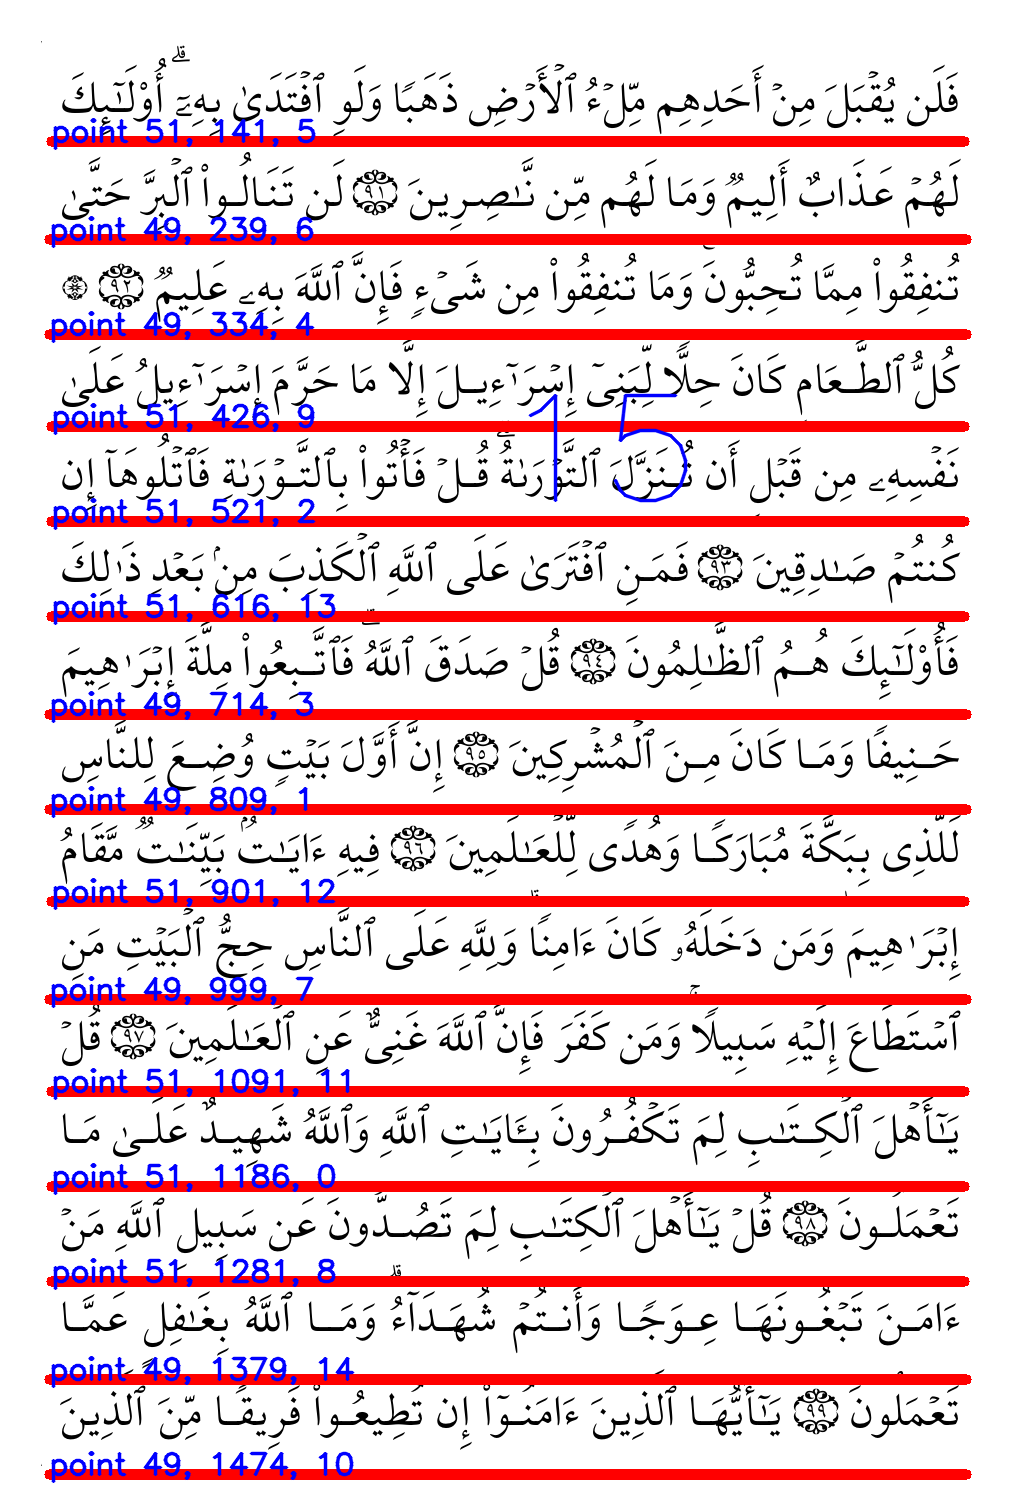 فَلَن يُقۡبَلَ مِنۡ أَحَدِهِم مِّلۡءُ ٱلۡأَرۡضِ ذَهَبٗا وَلَوِ ٱفۡتَدَىٰ بِهِۦٓۗ أُوْلَٰٓئِكَ
point 51, 141, 5
لَهُمۡ عَذَابٌ أَلِيمٞ وَمَا لَهُم مِّن نَّٰصِرِينَ ٩١ لَن تَنَالُواْ ٱلۡبِرَّ حَتَّىٰ
point 49, 239, 6
تُنفِقُواْ مِمَّا تُحِبُّونَۚ وَمَا تُنفِقُواْ مِن شَيۡءٖ فَإِنَّ ٱللَّهَ بِهِۦ عَلِيمٞ ٩٢ ۞
point 49, 334, 4
كُلُّ ٱلطَّعَامِ كَانَ حِلّٗا لِّبَنِيٓ إِسۡرَٰٓءِيلَ إِلَّا مَا حَرَّمَ إِسۡرَٰٓءِيلُ عَلَىٰ
point 51, 426, 9
15
نَفۡسِهِۦ مِن قَبۡلِ أَن تُنَزَّلَ ٱلتَّوۡرَىٰةُۚ قُلۡ فَأۡتُواْ بِٱلتَّوۡرَىٰةِ فَٱتۡلُوهَآ إِن
point 51, 521, 2
كُنتُمۡ صَٰدِقِينَ ٩٣ فَمَنِ ٱفۡتَرَىٰ عَلَى ٱللَّهِ ٱلۡكَذِبَ مِنۢ بَعۡدِ ذَٰلِكَ
point 51, 616, 13
فَأُوْلَٰٓئِكَ هُمُ ٱلظَّٰلِمُونَ ٩٤ قُلۡ صَدَقَ ٱللَّهُۗ فَٱتَّبِعُواْ مِلَّةَ إِبۡرَٰهِيمَ
point 49, 714, 3
حَنِيفٗا وَمَا كَانَ مِنَ ٱلۡمُشۡرِكِينَ ٩٥ إِنَّ أَوَّلَ بَيۡتٖ وُضِعَ لِلنَّاسِ
point 49, 809, 1
لَلَّذِي بِبَكَّةَ مُبَارَكٗا وَهُدٗى لِّلۡعَٰلَمِينَ ٩٦ فِيهِ ءَايَٰتُۢ بَيِّنَٰتٞ مَّقَامُ
point 51, 901, 12
إِبۡرَٰهِيمَۖ وَمَن دَخَلَهُۥ كَانَ ءَامِنٗاۗ وَلِلَّهِ عَلَى ٱلنَّاسِ حِجُّ ٱلۡبَيۡتِ مَنِ
point 49, 999, 7
ٱسۡتَطَاعَ إِلَيۡهِ سَبِيلٗاۚ وَمَن كَفَرَ فَإِنَّ ٱللَّهَ غَنِيٌّ عَنِ ٱلۡعَٰلَمِينَ ٩٧ قُلۡ
point 51, 1091, 11
يَٰٓأَهۡلَ ٱلۡكِتَٰبِ لِمَ تَكۡفُرُونَ بِـَٔايَٰتِ ٱللَّهِ وَٱللَّهُ شَهِيدٌ عَلَىٰ مَا
point 51, 1186, 0
تَعۡمَلُونَ ٩٨ قُلۡ يَٰٓأَهۡلَ ٱلۡكِتَٰبِ لِمَ تَصُدُّونَ عَن سَبِيلِ ٱللَّهِ مَنۡ
point 51, 1281, 8
ءَامَنَ تَبۡغُونَهَا عِوَجٗا وَأَنتُمۡ شُهَدَآءُۗ وَمَا ٱللَّهُ بِغَٰفِلٍ عَمَّا
point 49, 1379, 14
تَعۡمَلُونَ ٩٩ يَٰٓأَيُّهَا ٱلَّذِينَ ءَامَنُوٓاْ إِن تُطِيعُواْ فَرِيقٗا مِّنَ ٱلَّذِينَ
point 49, 1474, 10